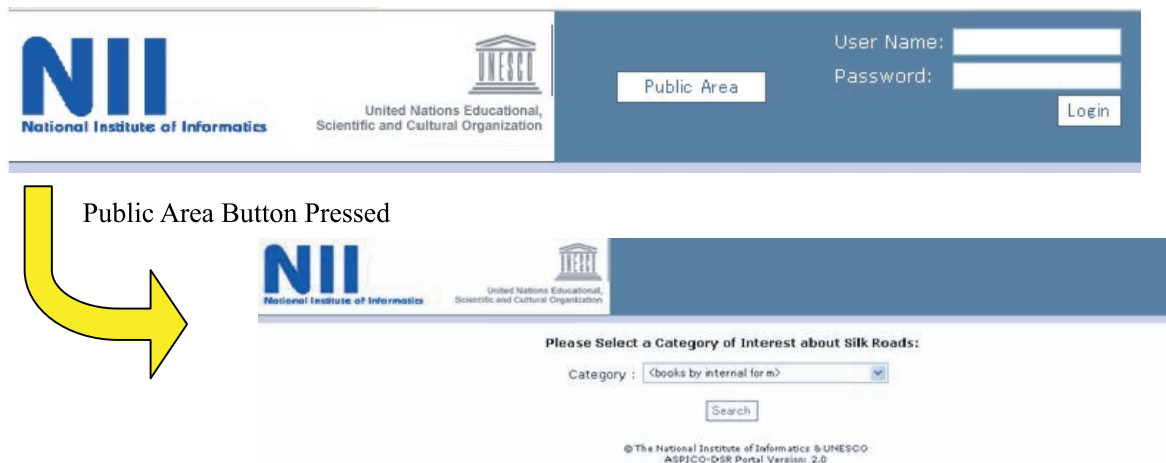 NII
National Institute of Informatics
UNESCO
United Nations Educational,
Scientific and Cultural Organization
Public Area
User Name:
Password:
Login
Public Area Button Pressed
NII
National Institute of Informatics
UNESCO
United Nations Educational,
Scientific and Cultural Organization
Please Select a Category of Interest about Silk Roads:
Category : <books by internal form>
Search
© The National Institute of Informatics & UNESCO
ASPICO-DSR Portal Version: 2.0